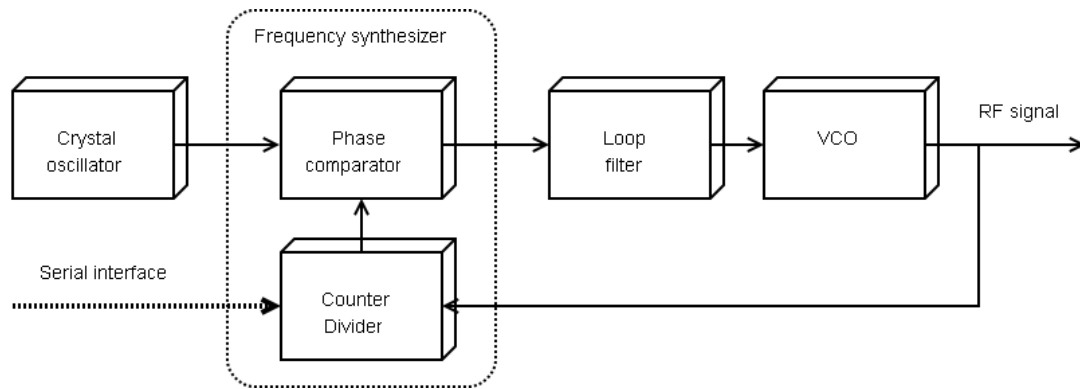 Frequency synthesizer
Crystal
oscillator
Phase
comparator
Loop
filter
VCO
RF signal
Serial interface
Counter
Divider